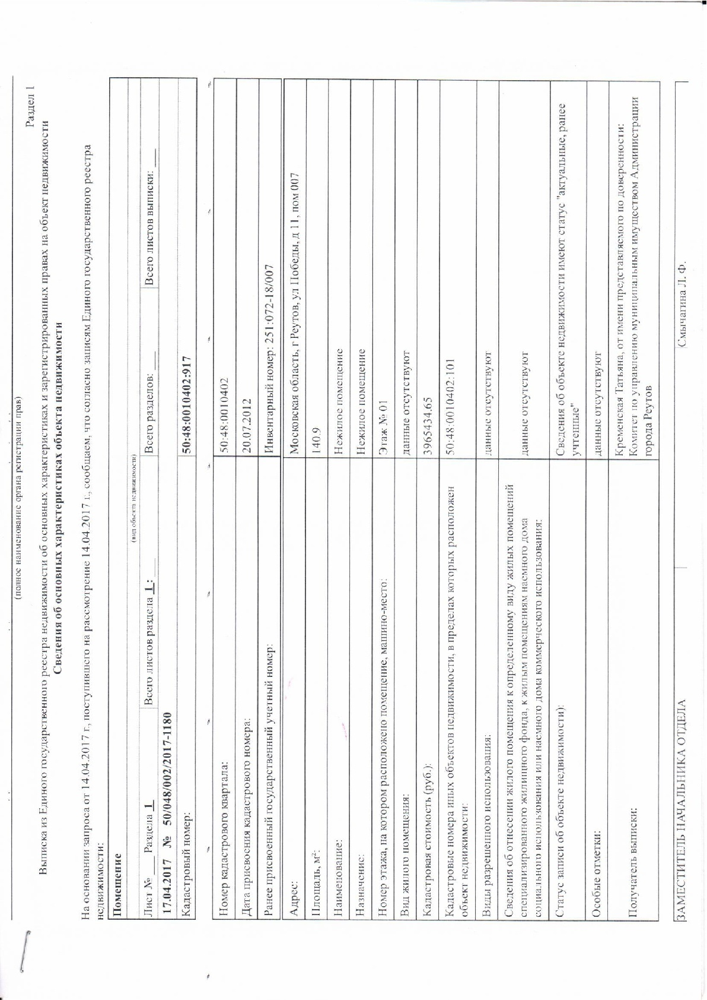 (полное наименование органа регистрации прав)
Раздел 1
Выписка из Единого государственного реестра недвижимости об основных характеристиках и зарегистрированных правах на объект недвижимости
Сведения об основных характеристиках объекта недвижимости
На основании запроса от 14.04.2017 г., поступившего на рассмотрение 14.04.2017 г., сообщаем, что согласно записям Единого государственного реестра
недвижимости:
Помещение
(вид объекта недвижимости)
Лист № ___ Раздела 1 Всего листов раздела 1: ___ Всего разделов: ___ Всего листов выписки: ___
17.04.2017 № 50/048/002/2017-1180
Кадастровый номер: 50:48:0010402:917
Номер кадастрового квартала: 50:48:0010402
Дата присвоения кадастрового номера: 20.07.2012
Ранее присвоенный государственный учетный номер: Инвентарный номер: 251:072-18/007
Адрес: Московская область, г Реутов, ул Победы, д 11, пом 007
Площадь, м²: 140.9
Наименование: Нежилое помещение
Назначение: Нежилое помещение
Номер этажа, на котором расположено помещение, машино-место: Этаж № 01
Вид жилого помещения: данные отсутствуют
Кадастровая стоимость (руб.): 3965434.65
Кадастровые номера иных объектов недвижимости, в пределах которых расположен 50:48:0010402:101
объект недвижимости:
Виды разрешенного использования: данные отсутствуют
Сведения об отнесении жилого помещения к определенному виду жилых помещений
специализированного жилищного фонда, к жилым помещениям наемного дома данные отсутствуют
социального использования или наемного дома коммерческого использования:
Статус записи об объекте недвижимости): Сведения об объекте недвижимости имеют статус "актуальные, ранее
учтенные"
Особые отметки: данные отсутствуют
Получатель выписки: Кременская Татьяна, от имени представляемого по доверенности:
Комитет по управлению муниципальным имуществом Администрации
города Реутов
ЗАМЕСТИТЕЛЬ НАЧАЛЬНИКА ОТДЕЛА Смычагина Л. Ф.